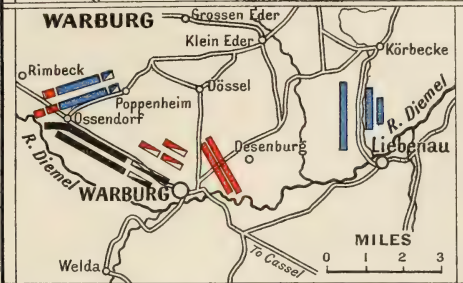 WARBURG
Grossen Eder
Klein Eder
Körbecke
Rimbeck
Dössel
Poppenheim
Ossendorf
R. Diemel
Desenburg
Liebenau
R. Diemel
WARBURG
MILES
0 1 2 3
To Cassel
Welda